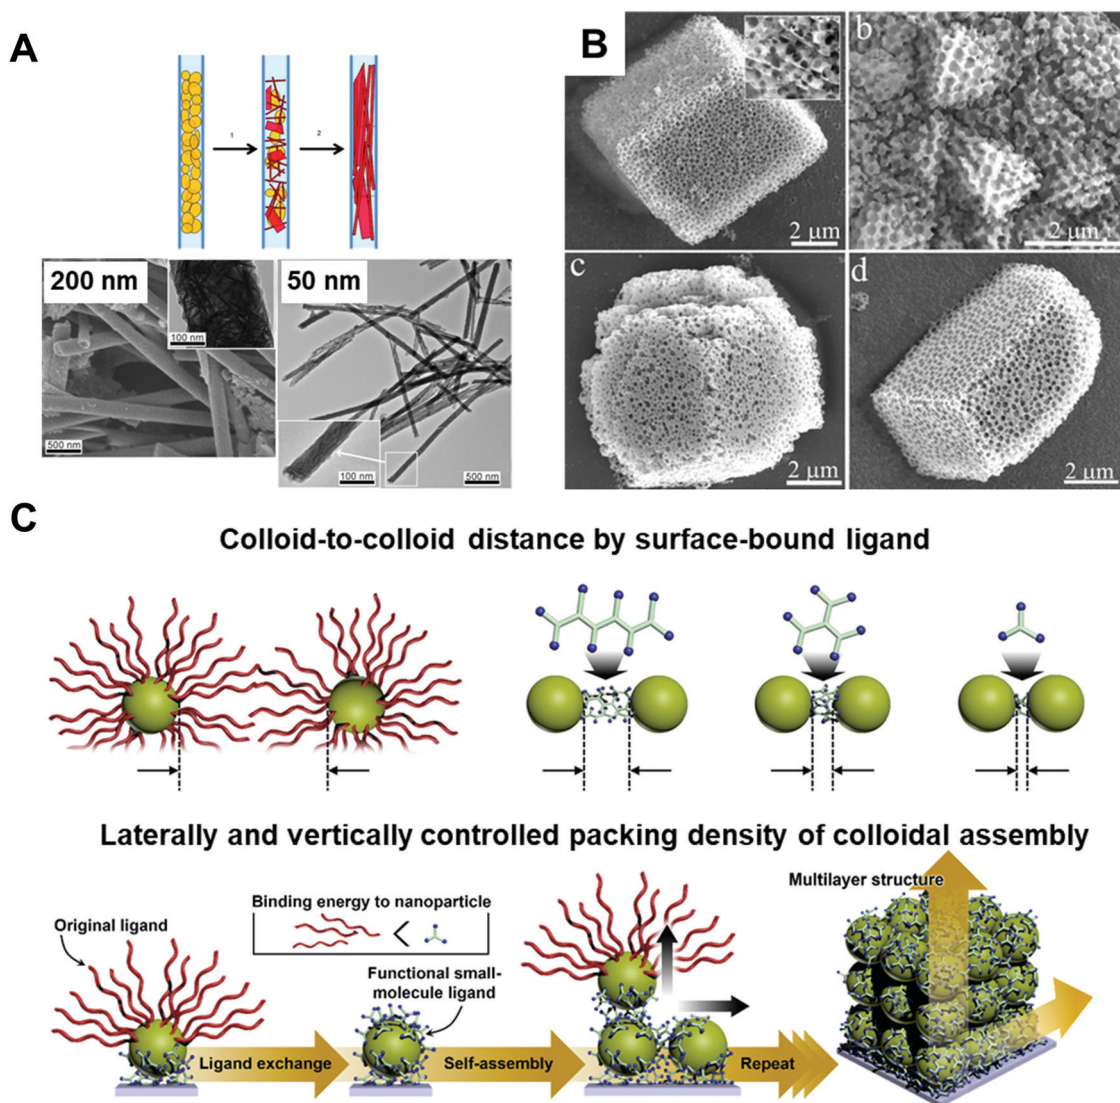 A
1
2
200 nm
100 nm
500 nm
50 nm
100 nm
500 nm
B
2 μm
b
2 μm
c
2 μm
d
2 μm
C
Colloid-to-colloid distance by surface-bound ligand
Laterally and vertically controlled packing density of colloidal assembly
Original ligand
Binding energy to nanoparticle
<
Functional small-
molecule ligand
Multilayer structure
Ligand exchange
Self-assembly
Repeat